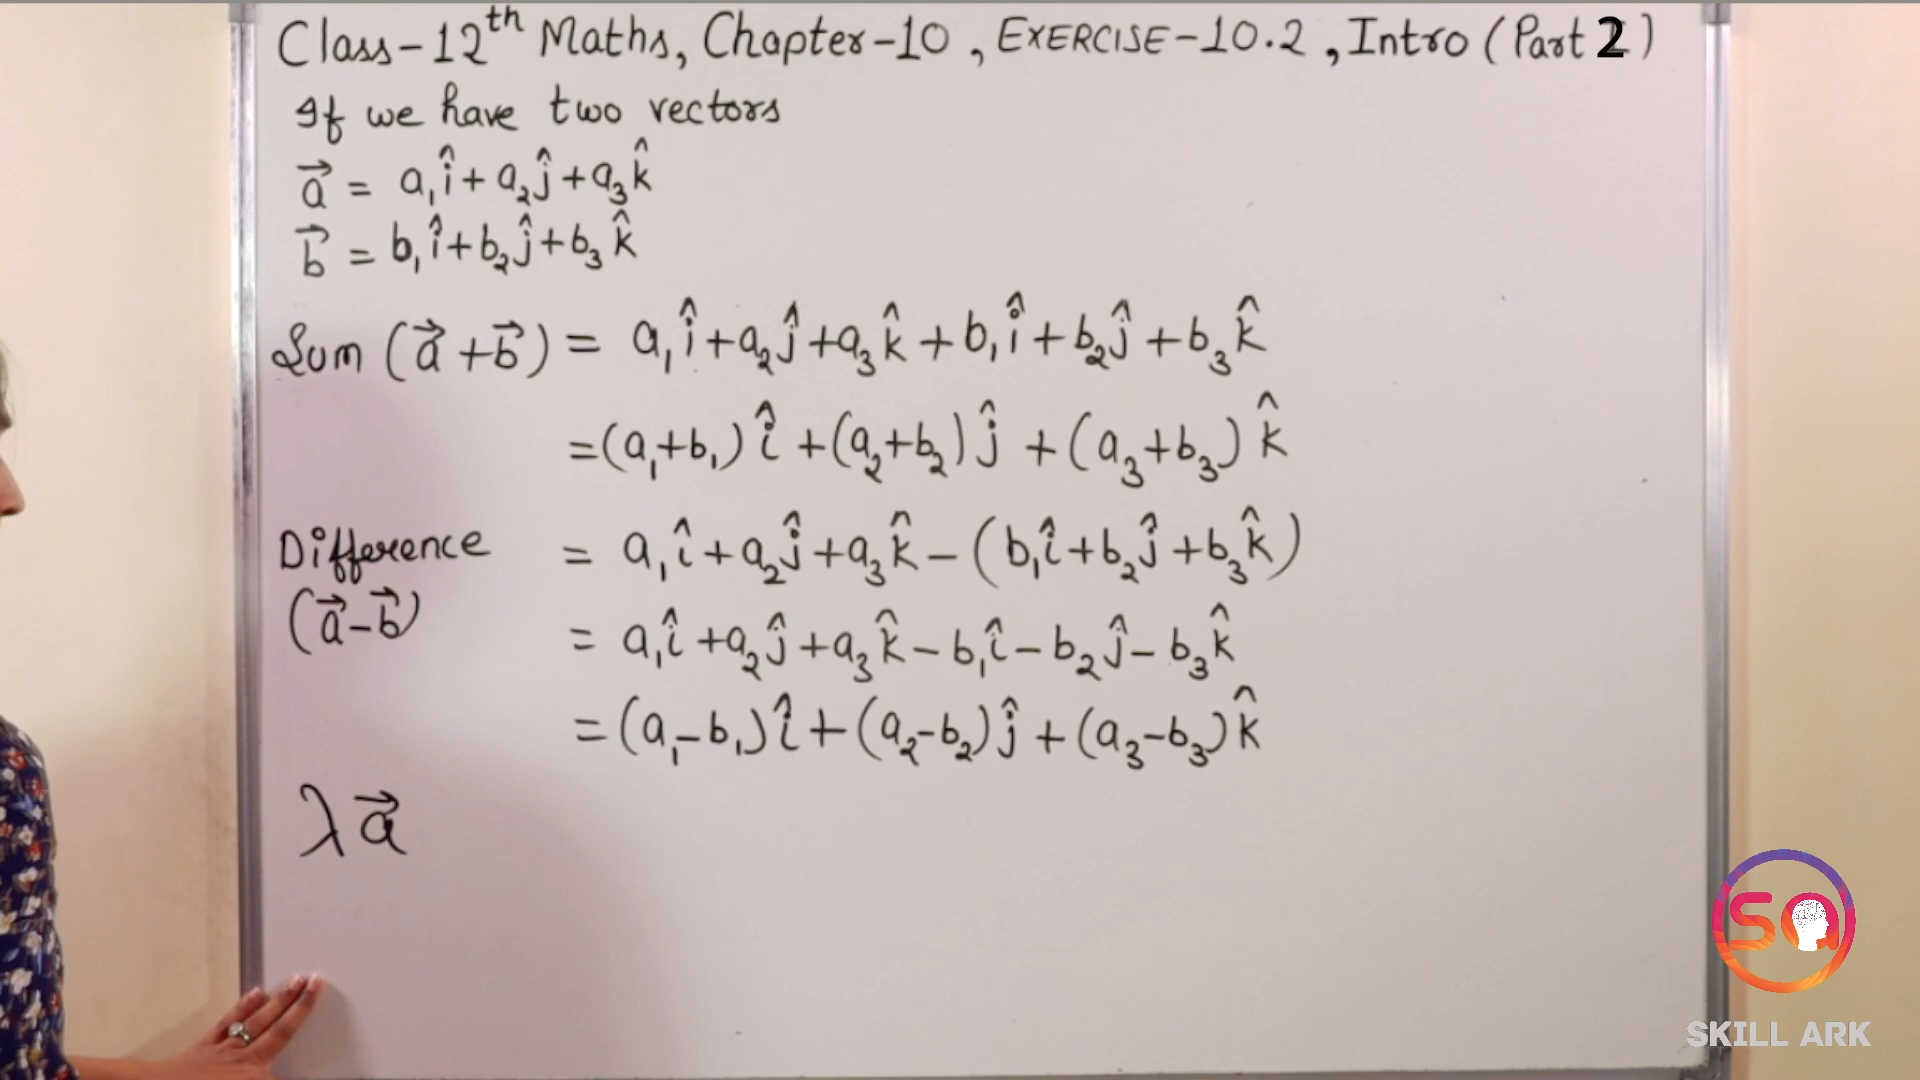 Class-12th Maths, Chapter-10, EXERCISE-10.2, Intro (Part 2)
If we have two vectors
a⃗ = a₁î + a₂ĵ + a₃k̂
b⃗ = b₁î + b₂ĵ + b₃k̂
Sum (a⃗ + b⃗) = a₁î + a₂ĵ + a₃k̂ + b₁î + b₂ĵ + b₃k̂
= (a₁+b₁)î + (a₂+b₂)ĵ + (a₃+b₃)k̂
Difference = a₁î + a₂ĵ + a₃k̂ - (b₁î + b₂ĵ + b₃k̂)
(a⃗ - b⃗) = a₁î + a₂ĵ + a₃k̂ - b₁î - b₂ĵ - b₃k̂
= (a₁-b₁)î + (a₂-b₂)ĵ + (a₃-b₃)k̂
λa⃗
SA
SKILL ARK